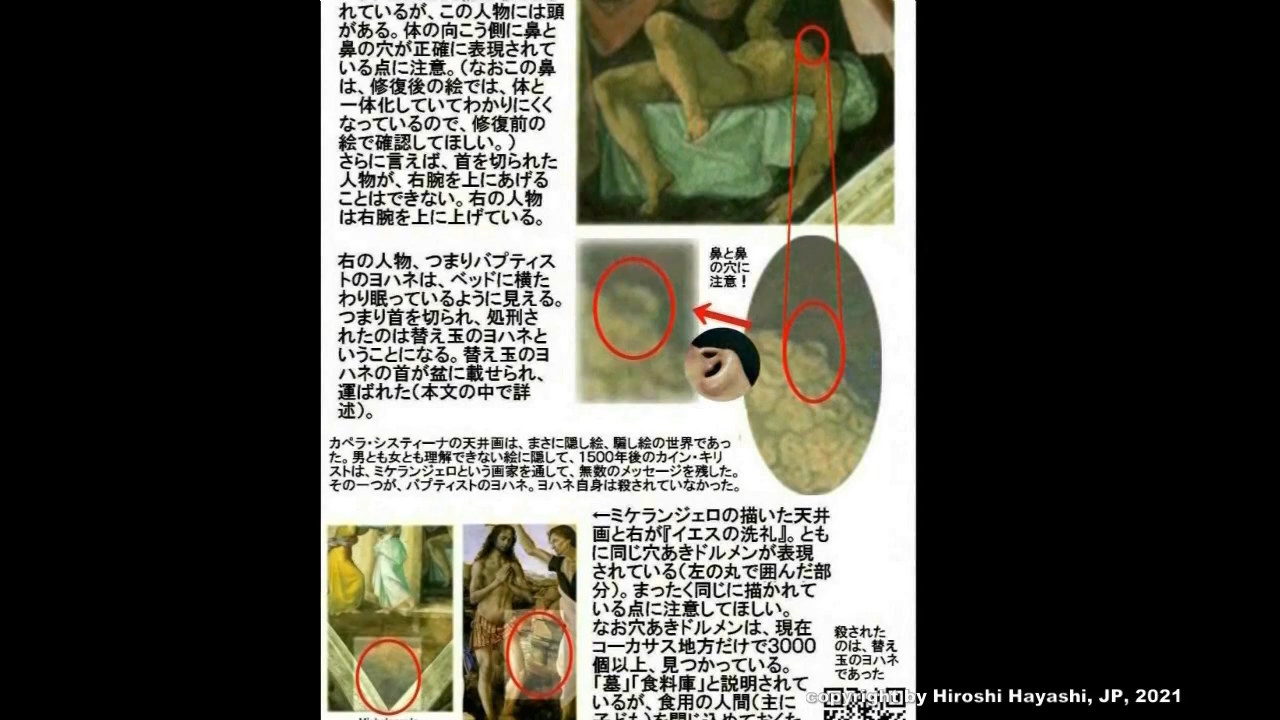 れているが、この人物には頭
がある。体の向こう側に鼻と
鼻の穴が正確に表現されて
いる点に注意。（なおこの鼻
は、修復後の絵では、体と
一体化していてわかりにくく
なっているので、修復前の
絵で確認してほしい。）
さらに言えば、首を切られた
人物が、右腕を上にあげる
ことはできない。右の人物
は右腕を上に上げている。
右の人物、つまりバプティス
トのヨハネは、ベッドに横た
わり眠っているように見える。
つまり首を切られ、処刑さ
れたのは替え玉のヨハネと
いうことになる。替え玉のヨ
ハネの首が盆に載せられ、
運ばれた（本文の中で詳
述）。
鼻と鼻
の穴に
注意！
カペラ・システィーナの天井画は、まさに隠し絵、騙し絵の世界であっ
た。男とも女とも理解できない絵に隠して、1500年後のカイン・キリ
ストは、ミケランジェロという画家を通して、無数のメッセージを残した。
その一つが、バプティストのヨハネ。ヨハネ自身は殺されていなかった。
←ミケランジェロの描いた天井
画と右が『イエスの洗礼』。とも
に同じ穴あきドルメンが表現
されている（左の丸で囲んだ部
分）。まったく同じに描かれて
いる点に注意してほしい。
なお穴あきドルメンは、現在
コーカサス地方だけで3000
個以上、見つかっている。
「墓」「食料庫」と説明されて
いるが、食用の人間（主に
子ども）を閉じ込めておくた
殺された
のは、替え
玉のヨハネ
であった
copyright by Hiroshi Hayashi, JP, 2021